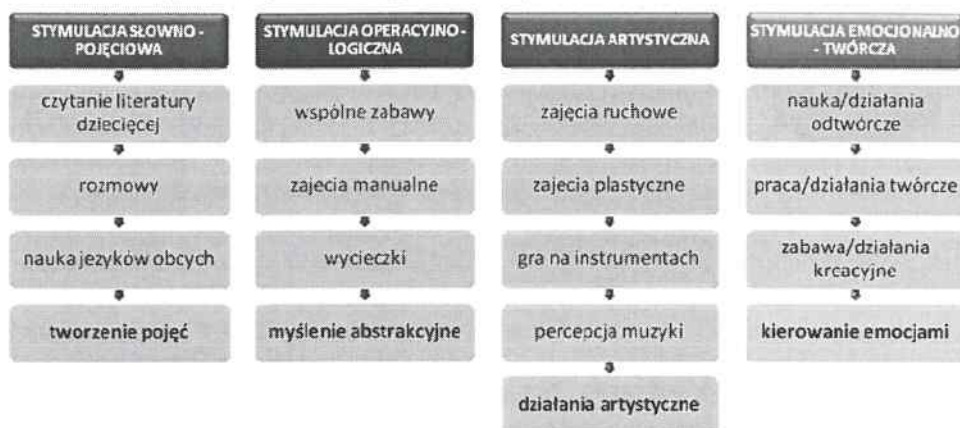 STYMULACJA SŁOWNO -
POJĘCIOWA
czytanie literatury
dziecięcej
rozmowy
nauka jezyków obcych
tworzenie pojęć
STYMULACJA OPERACYJNO-
LOGICZNA
wspólne zabawy
zajecia manualne
wycieczki
myślenie abstrakcyjne
STYMULACJA ARTYSTYCZNA
zajęcia ruchowe
zajecia plastyczne
gra na instrumentach
percepcja muzyki
działania artystyczne
STYMULACJA EMOCJONALNO
- TWÓRCZA
nauka/działania
odtwórcze
praca/działania twórcze
zabawa/działania
kreacyjne
kierowanie emocjami